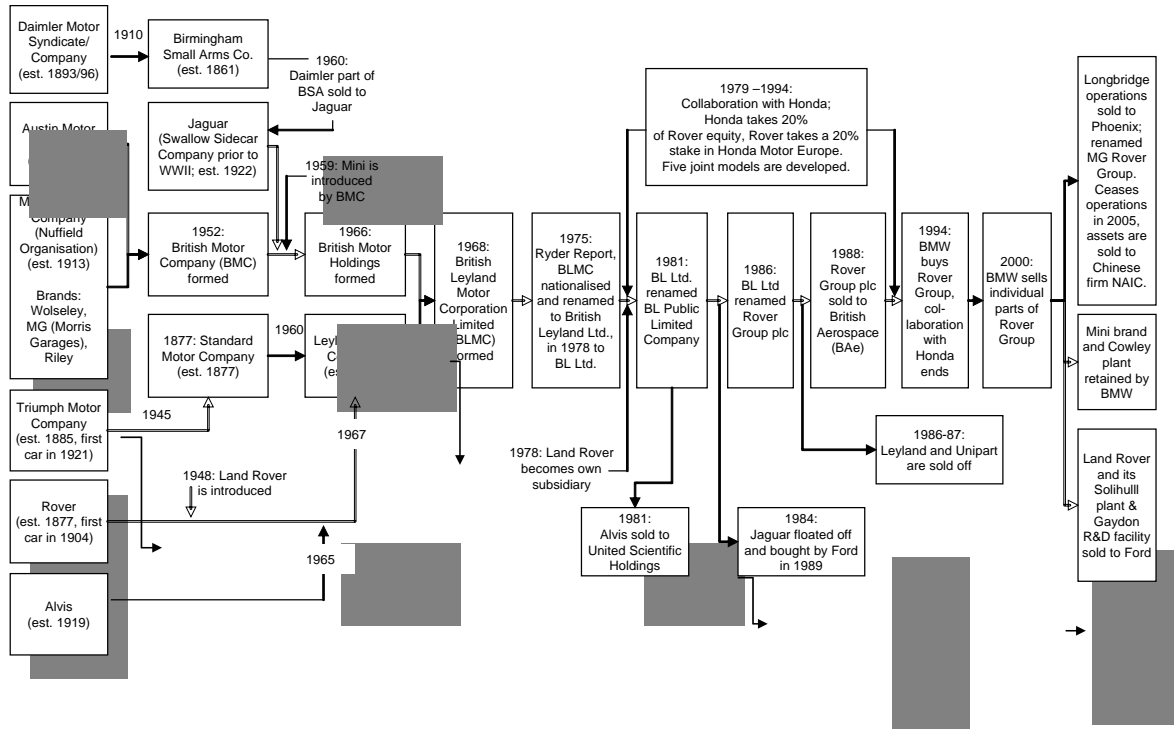 Daimler Motor
Syndicate/
Company
(est. 1893/96)
1910
Birmingham
Small Arms Co.
(est. 1861)
1960:
Daimler part of
BSA sold to
Jaguar
Austin Motor
Jaguar
(Swallow Sidecar
Company prior to
WWII; est. 1922)
1959: Mini is
introduced
by BMC
Company
(Nuffield
Organisation)
(est. 1913)
Brands:
Wolseley,
MG (Morris
Garages),
Riley
1952:
British Motor
Company (BMC)
formed
1966:
British Motor
Holdings
formed
1877: Standard
Motor Company
(est. 1877)
1960
Triumph Motor
Company
(est. 1885, first
car in 1921)
1945
1967
1948: Land Rover
is introduced
Rover
(est. 1877, first
car in 1904)
1965
Alvis
(est. 1919)
1968:
British
Leyland
Motor
Corporation
Limited
(BLMC)
formed
1975:
Ryder Report,
BLMC
nationalised
and renamed
to British
Leyland Ltd.,
in 1978 to
BL Ltd.
1979 –1994:
Collaboration with Honda;
Honda takes 20%
of Rover equity, Rover takes a 20%
stake in Honda Motor Europe.
Five joint models are developed.
1978: Land Rover
becomes own
subsidiary
1981:
BL Ltd.
renamed
BL Public
Limited
Company
1981:
Alvis sold to
United Scientific
Holdings
1986:
BL Ltd
renamed
Rover
Group plc
1984:
Jaguar floated off
and bought by Ford
in 1989
1988:
Rover
Group plc
sold to
British
Aerospace
(BAe)
1986-87:
Leyland and Unipart
are sold off
1994:
BMW
buys
Rover
Group,
col-
laboration
with
Honda
ends
2000:
BMW sells
individual
parts of
Rover
Group
Longbridge
operations
sold to
Phoenix;
renamed
MG Rover
Group.
Ceases
operations
in 2005,
assets are
sold to
Chinese
firm NAIC.
Mini brand
and Cowley
plant
retained by
BMW
Land Rover
and its
Solihulll
plant &
Gaydon
R&D facility
sold to Ford